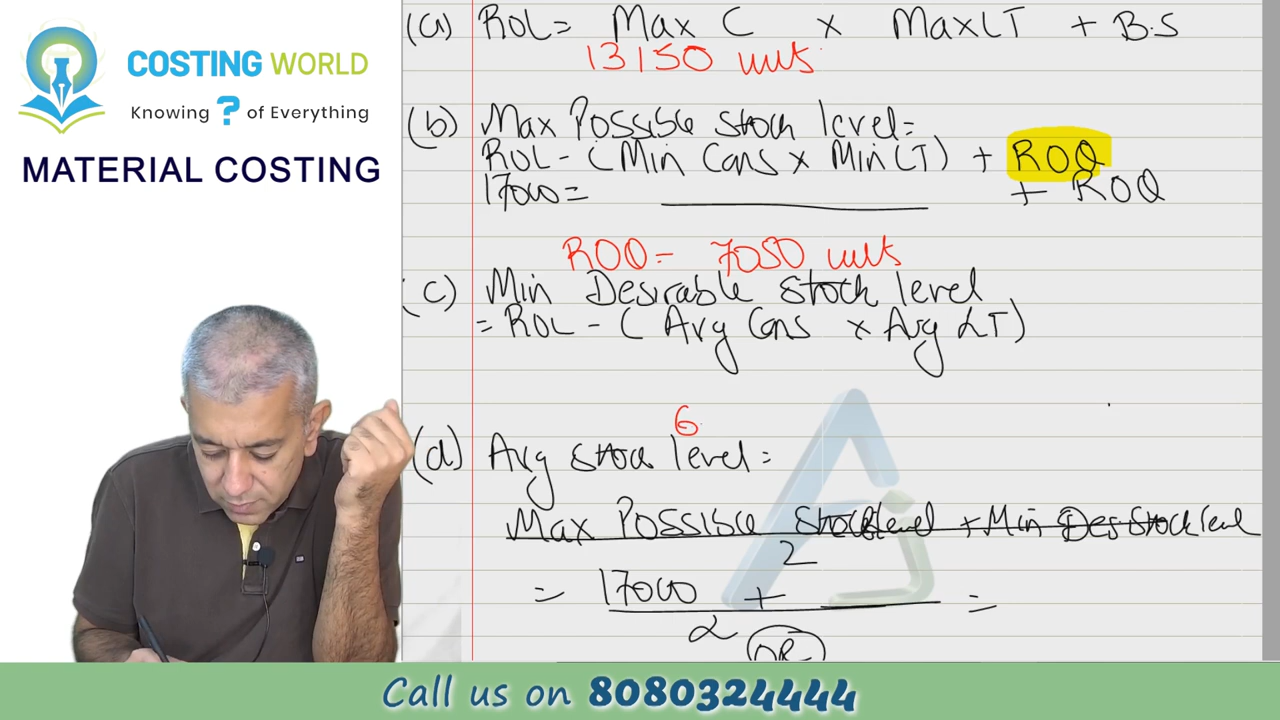 COSTING WORLD
Knowing ? of Everything
MATERIAL COSTING
(a) ROL = Max C x Max LT + B.S
13150 units
(b) Max Possible Stock level =
ROL - (Min Cons x Min LT) + ROQ
17000 = + ROQ
ROQ = 7050 units
(c) Min Desirable Stock level
= ROL - (Avg Cons x Avg LT)
6
(d) Avg stock level =
Max Possible Stock level + Min Des Stock level
2
= 17000 + =
2
OR
Call us on 8080324444